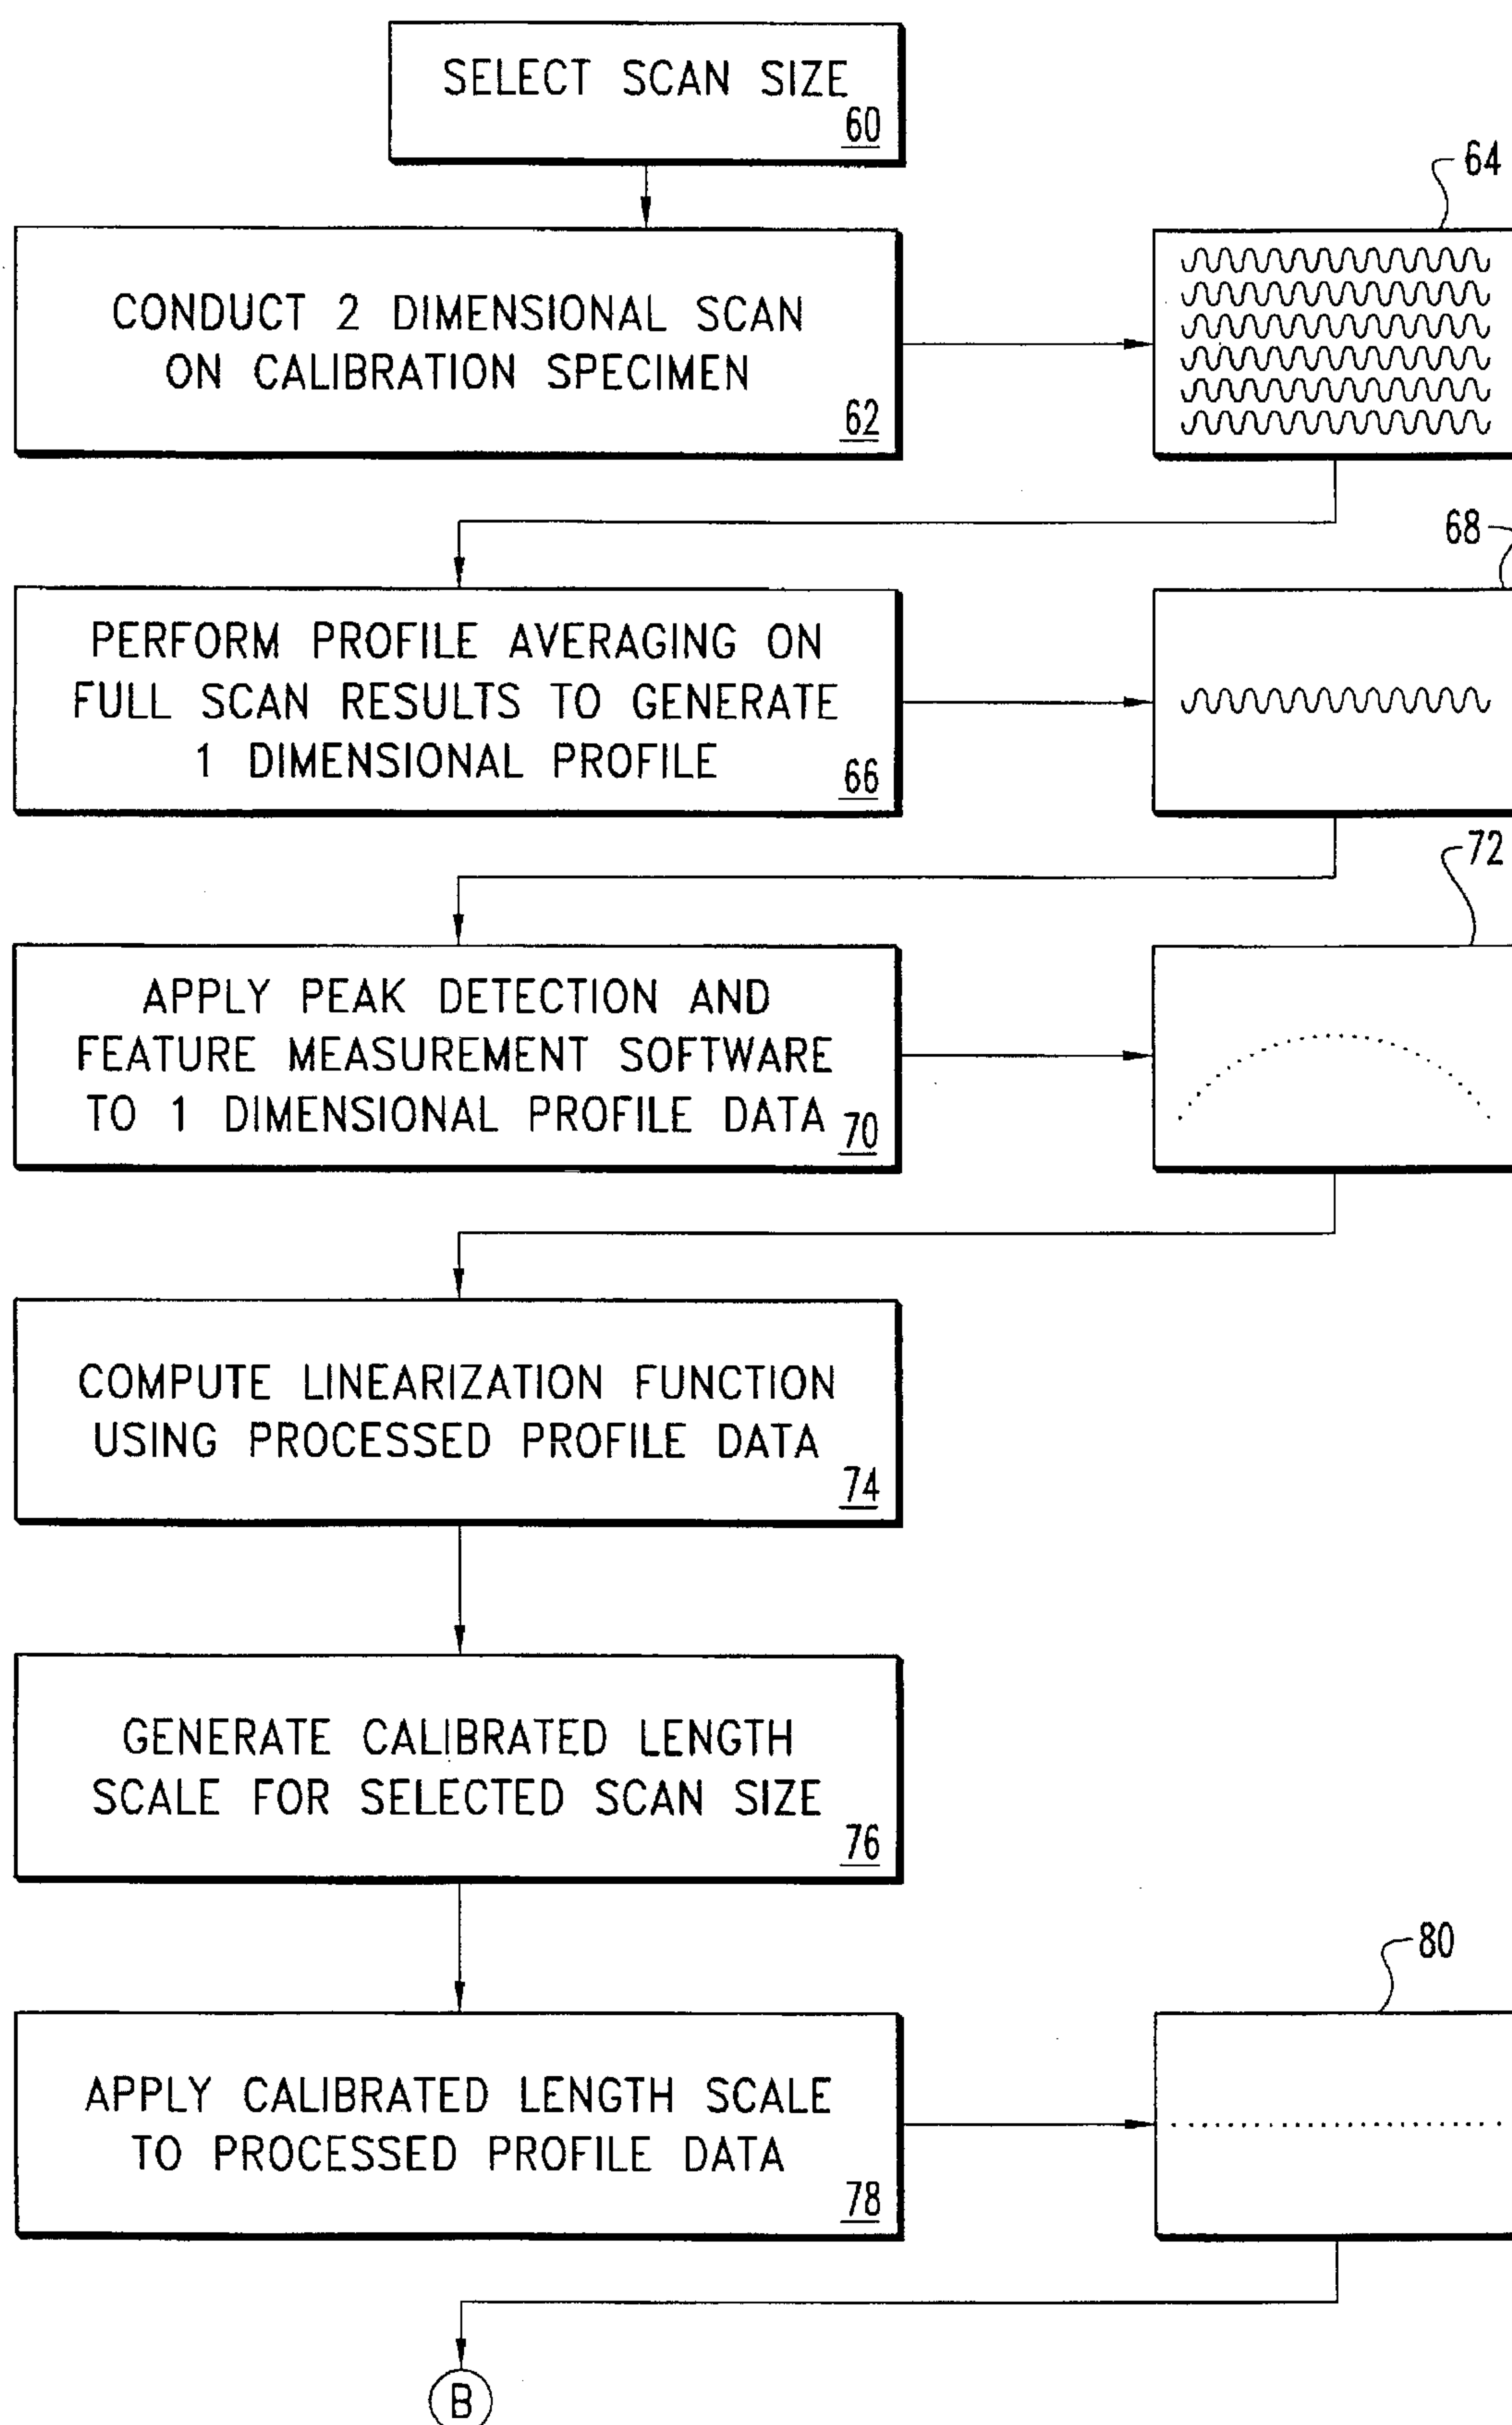 SELECT SCAN SIZE
60
64
CONDUCT 2 DIMENSIONAL SCAN
ON CALIBRATION SPECIMEN
62
68
PERFORM PROFILE AVERAGING ON
FULL SCAN RESULTS TO GENERATE
1 DIMENSIONAL PROFILE
66
72
APPLY PEAK DETECTION AND
FEATURE MEASUREMENT SOFTWARE
TO 1 DIMENSIONAL PROFILE DATA
70
COMPUTE LINEARIZATION FUNCTION
USING PROCESSED PROFILE DATA
74
GENERATE CALIBRATED LENGTH
SCALE FOR SELECTED SCAN SIZE
76
80
APPLY CALIBRATED LENGTH SCALE
TO PROCESSED PROFILE DATA
78
B